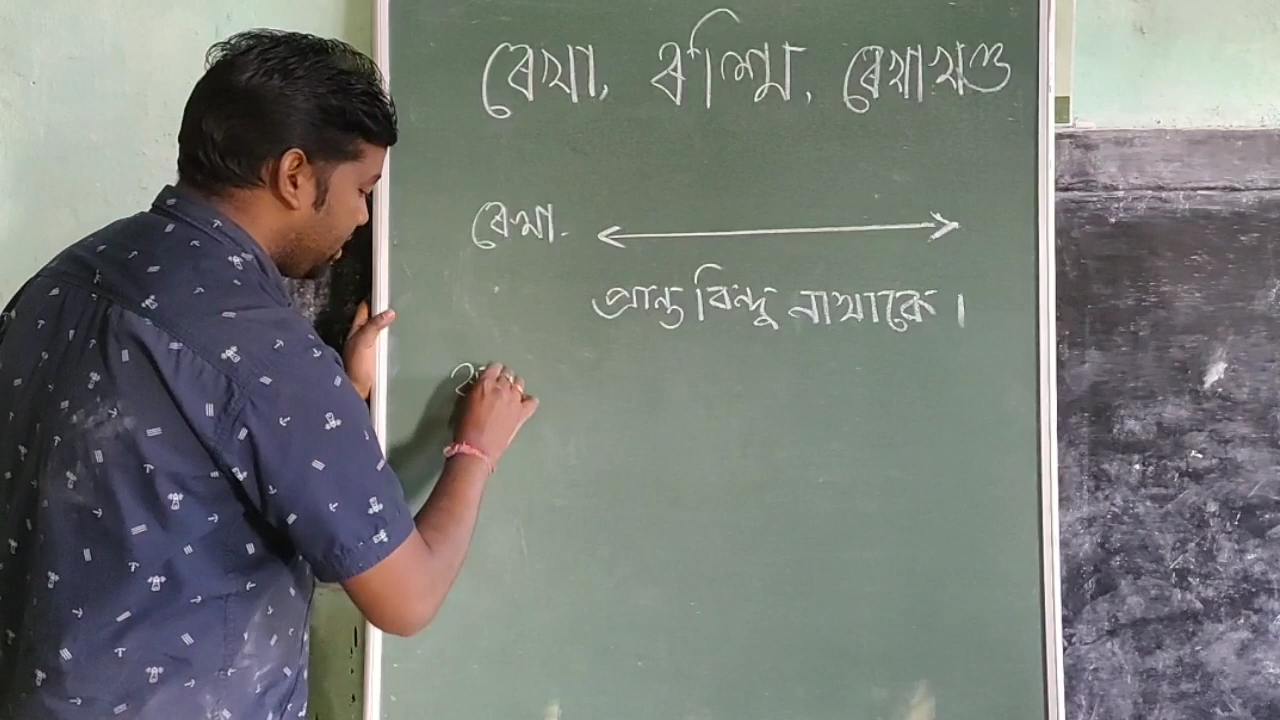 ৰেখা, ৰশ্মি, ৰেখাখণ্ড
ৰেখা-
প্ৰান্ত বিন্দু নাথাকে।